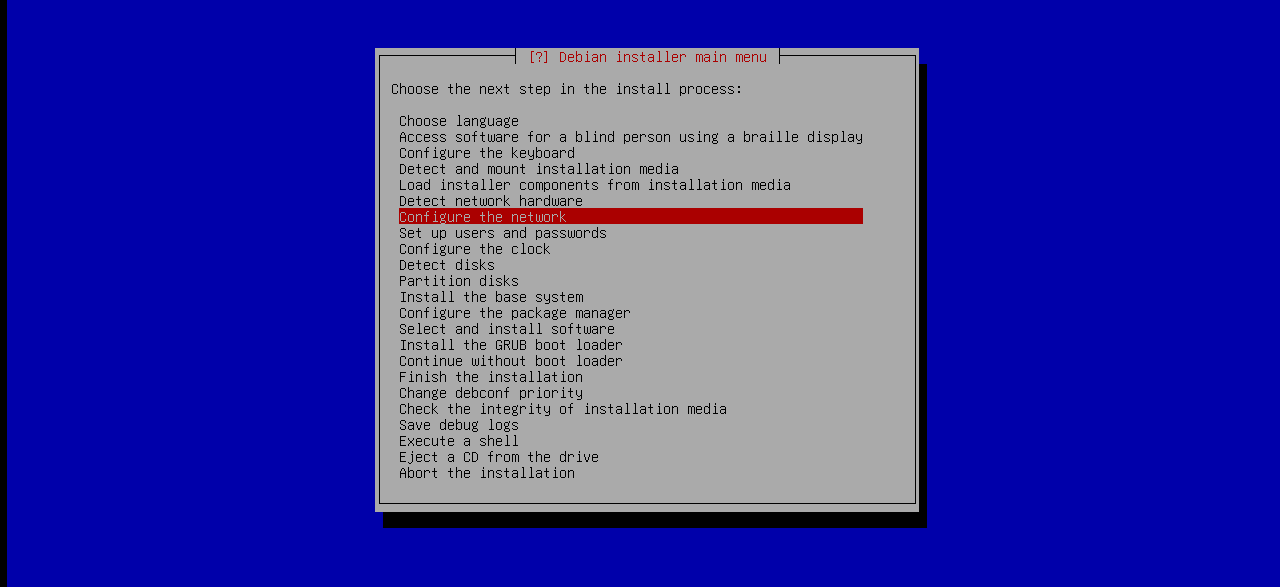 [?] Debian installer main menu
Choose the next step in the install process:
Choose language
Access software for a blind person using a braille display
Configure the keyboard
Detect and mount installation media
Load installer components from installation media
Detect network hardware
Configure the network
Set up users and passwords
Configure the clock
Detect disks
Partition disks
Install the base system
Configure the package manager
Select and install software
Install the GRUB boot loader
Continue without boot loader
Finish the installation
Change debconf priority
Check the integrity of installation media
Save debug logs
Execute a shell
Eject a CD from the drive
Abort the installation